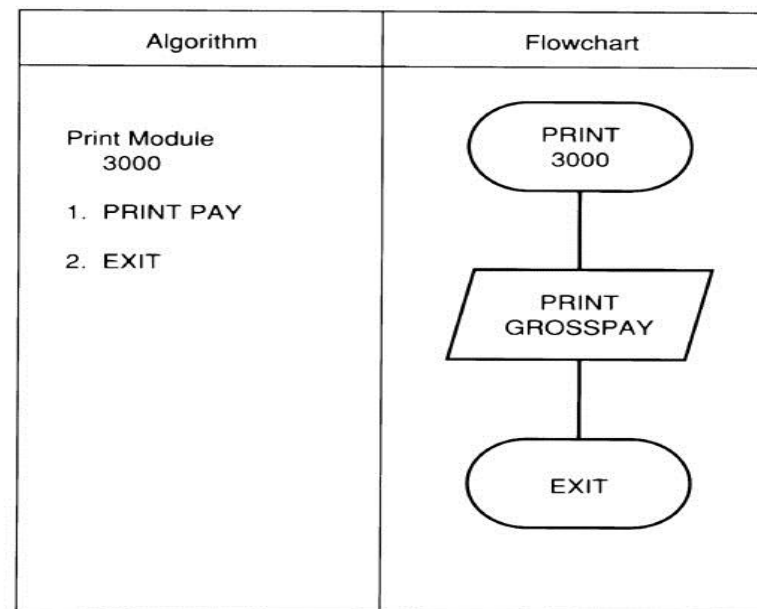 Algorithm
Flowchart
Print Module
3000
1. PRINT PAY
2. EXIT
PRINT
3000
PRINT
GROSSPAY
EXIT